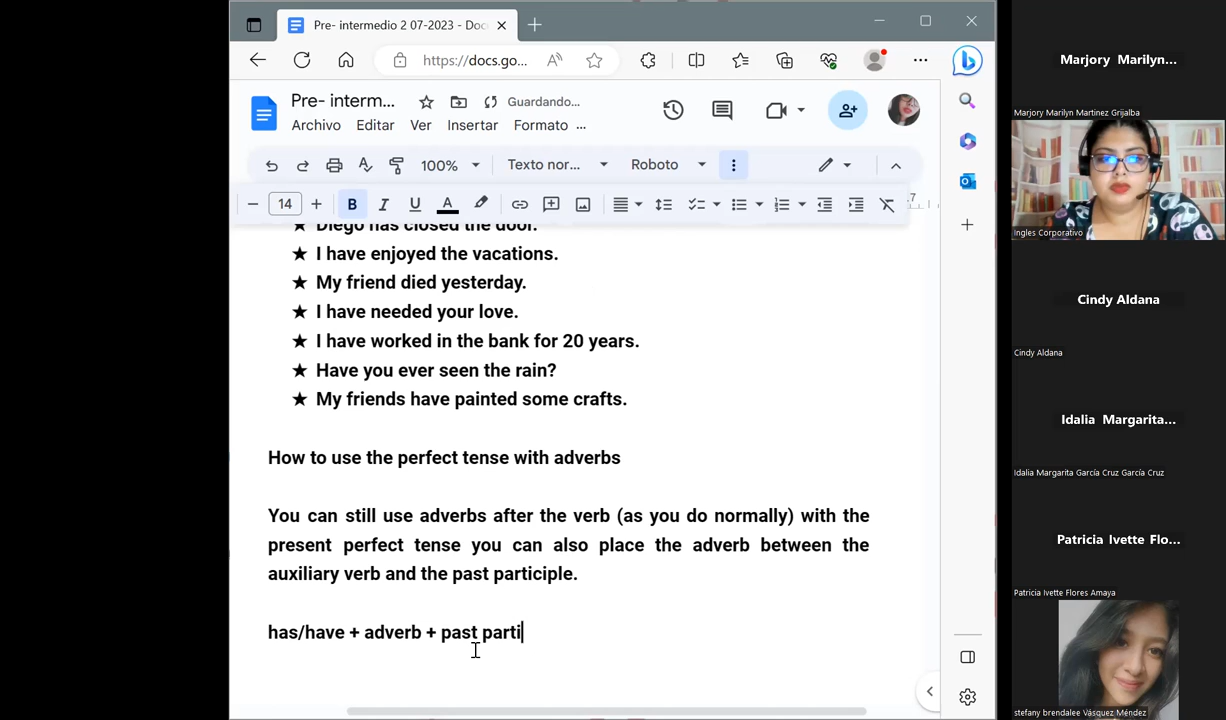 Pre- intermedio 2 07-2023 - Doc
https://docs.go...
Pre- interm...
Guardando...
Archivo Editar Ver Insertar Formato ...
100% Texto nor... Roboto
14
7
Diego has closed the door.
★ I have enjoyed the vacations.
★ My friend died yesterday.
★ I have needed your love.
★ I have worked in the bank for 20 years.
★ Have you ever seen the rain?
★ My friends have painted some crafts.
How to use the perfect tense with adverbs
You can still use adverbs after the verb (as you do normally) with the
present perfect tense you can also place the adverb between the
auxiliary verb and the past participle.
has/have + adverb + past parti
Marjory Marilyn...
Marjory Marilyn Martinez Grijalba
Ingles Corporativo
Cindy Aldana
Cindy Aldana
Idalia Margarita...
Idalia Margarita García Cruz García Cruz
Patricia Ivette Flo...
Patricia Ivette Flores Amaya
stefany brendalee Vásquez Méndez